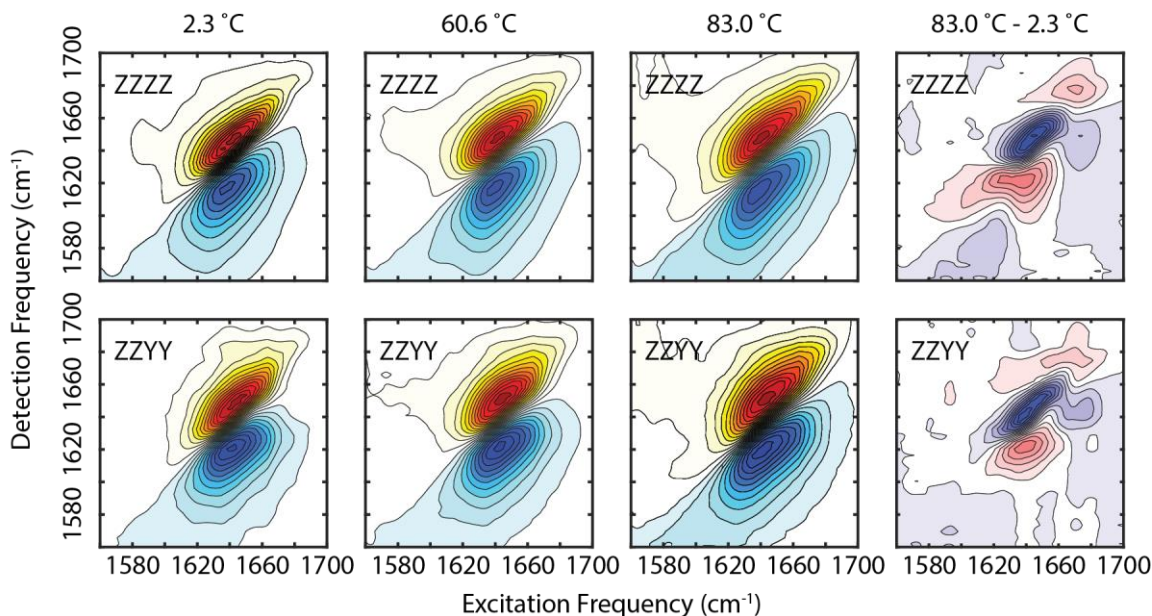 2.3 ˚C 60.6 ˚C 83.0 ˚C 83.0 ˚C - 2.3 ˚C
Detection Frequency (cm-1)
1700
1660
1620
1580
ZZZZ ZZZZ ZZZZ ZZZZ
1700
1660
1620
1580
ZZYY ZZYY ZZYY ZZYY
1580 1620 1660 1700 1580 1620 1660 1700 1580 1620 1660 1700 1580 1620 1660 1700
Excitation Frequency (cm-1)